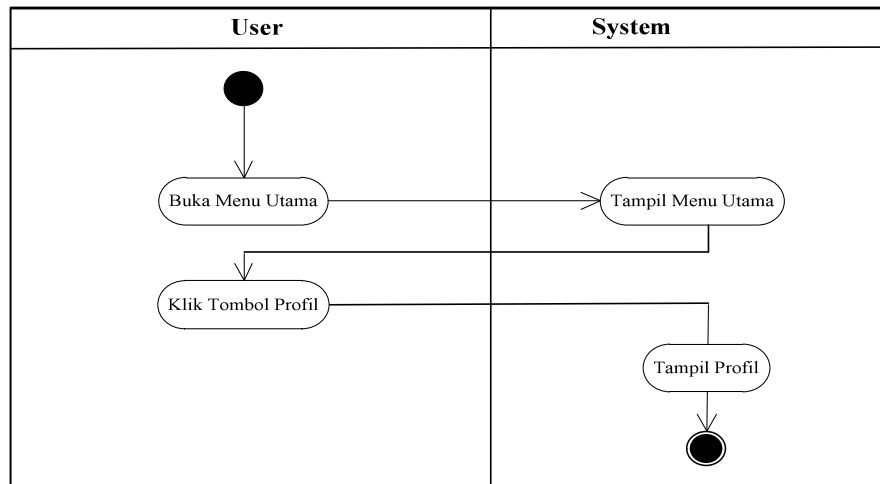 User
System
Buka Menu Utama
Tampil Menu Utama
Klik Tombol Profil
Tampil Profil